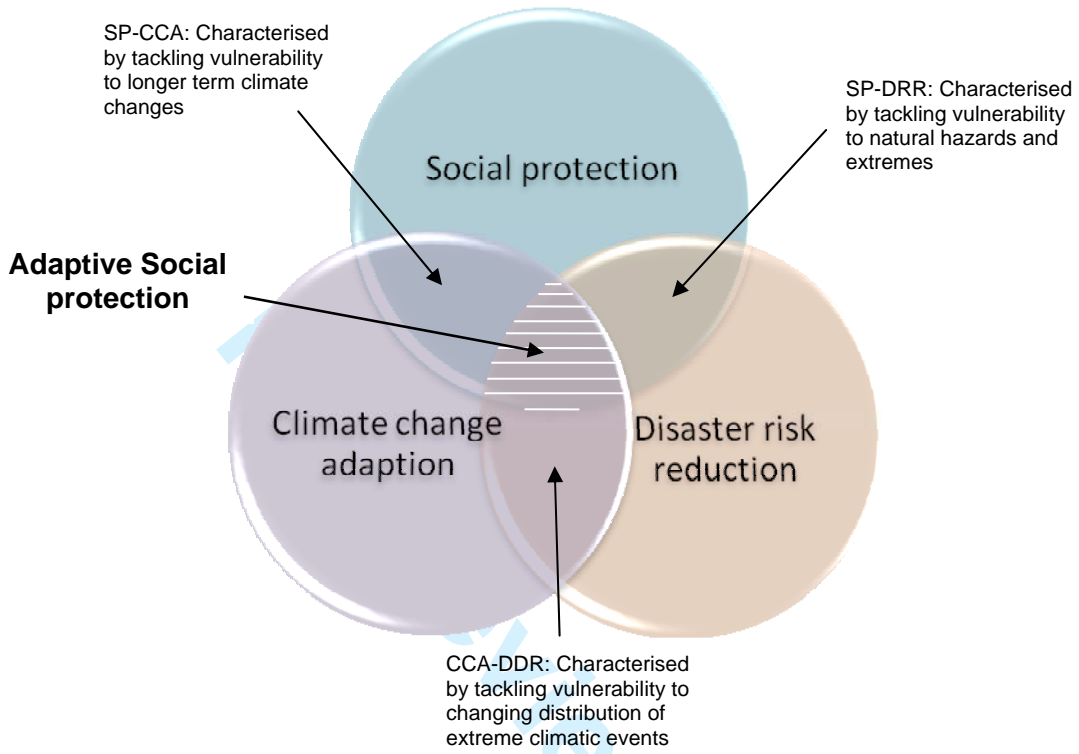 SP-CCA: Characterised
by tackling vulnerability
to longer term climate
changes
SP-DRR: Characterised
by tackling vulnerability
to natural hazards and
extremes
Social protection
Adaptive Social
protection
Climate change
adaption
Disaster risk
reduction
CCA-DDR: Characterised
by tackling vulnerability to
changing distribution of
extreme climatic events